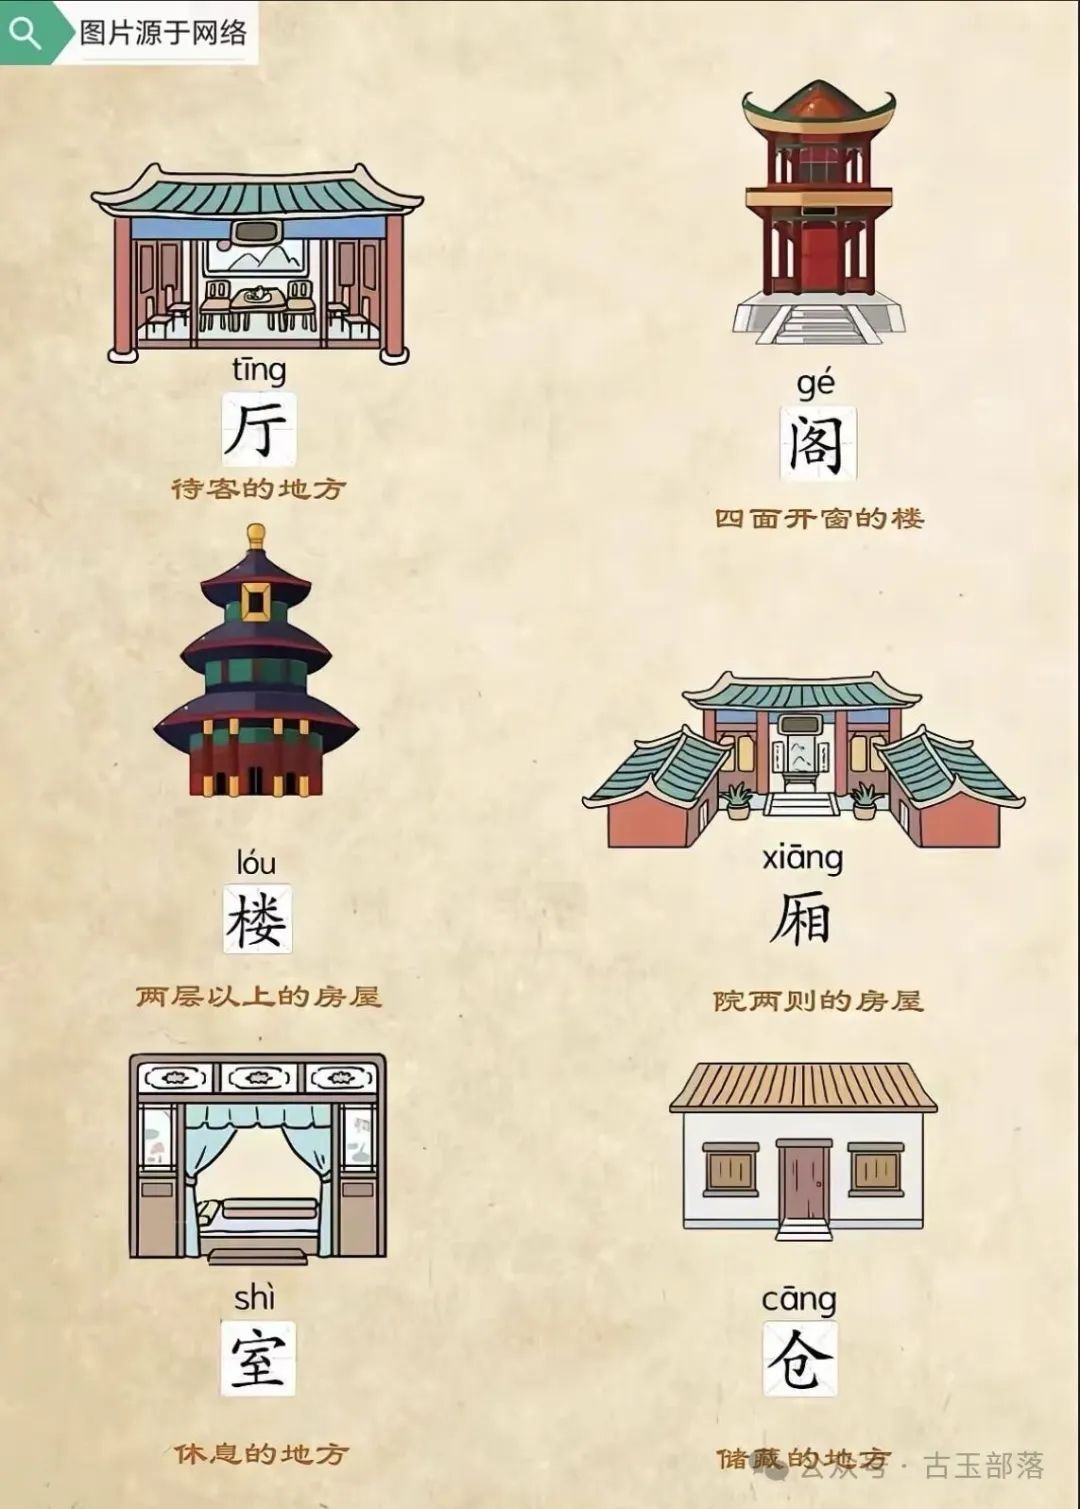 图片源于网络
tīng
厅
待客的地方
gé
阁
四面开窗的楼
lóu
楼
两层以上的房屋
xiāng
厢
院两则的房屋
shì
室
休息的地方
cāng
仓
储藏的地方
公众号 · 古玉部落